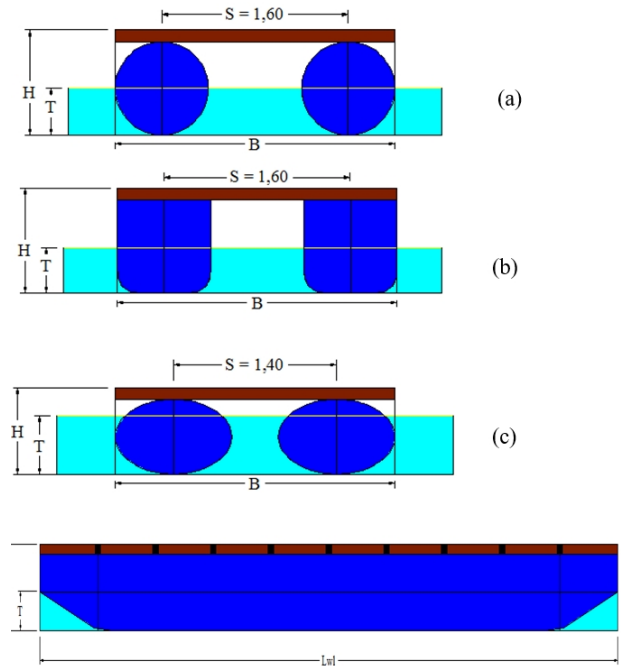 S = 1,60
H
T
(a)
B
S = 1,60
H
T
(b)
B
S = 1,40
H
T
(c)
B
T
Lwl